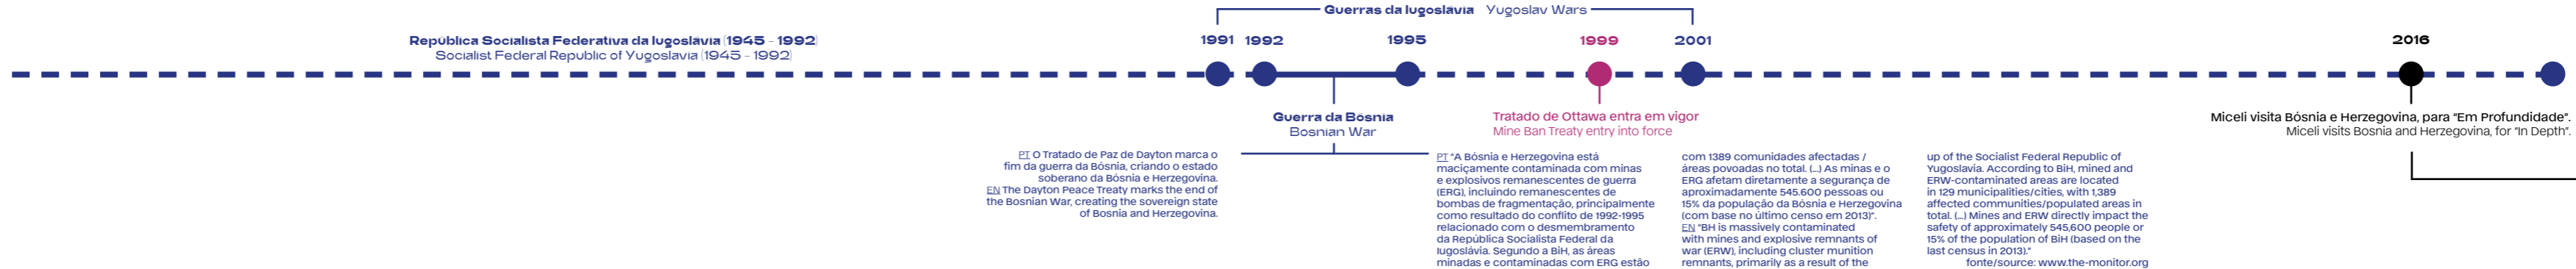 Guerras da Iugoslávia Yugoslav Wars
República Socialista Federativa da Iugoslávia (1945 - 1992)
Socialist Federal Republic of Yugoslavia (1945 - 1992)
1991 1992 1995 1999 2001 2016
Guerra da Bósnia
Bosnian War
Tratado de Ottawa entra em vigor
Mine Ban Treaty entry into force
Miceli visita Bósnia e Herzegovina, para “Em Profundidade”.
Miceli visits Bosnia and Herzegovina, for “In Depth”.
PT O Tratado de Paz de Dayton marca o
fim da guerra da Bósnia, criando o estado
soberano da Bósnia e Herzegovina.
EN The Dayton Peace Treaty marks the end of
the Bosnian War, creating the sovereign state
of Bosnia and Herzegovina.
PT “A Bósnia e Herzegovina está
maciçamente contaminada com minas
e explosivos remanescentes de guerra
(ERG), incluindo remanescentes de
bombas de fragmentação, principalmente
como resultado do conflito de 1992-1995
relacionado com o desmembramento
da República Socialista Federal da
Iugoslávia. Segundo a BiH, as áreas
minadas e contaminadas com ERG estão
com 1389 comunidades afectadas /
áreas povoadas no total. (...) As minas e o
ERG afetam diretamente a segurança de
aproximadamente 545.600 pessoas ou
15% da população da Bósnia e Herzegovina
(com base no último censo em 2013)”.
EN “BH is massively contaminated
with mines and explosive remnants of
war (ERW), including cluster munition
remnants, primarily as a result of the
up of the Socialist Federal Republic of
Yugoslavia. According to BiH, mined and
ERW-contaminated areas are located
in 129 municipalities/cities, with 1,389
affected communities/populated areas in
total. (...) Mines and ERW directly impact the
safety of approximately 545,600 people or
15% of the population of BiH (based on the
last census in 2013).”
fonte/source: www.the-monitor.org